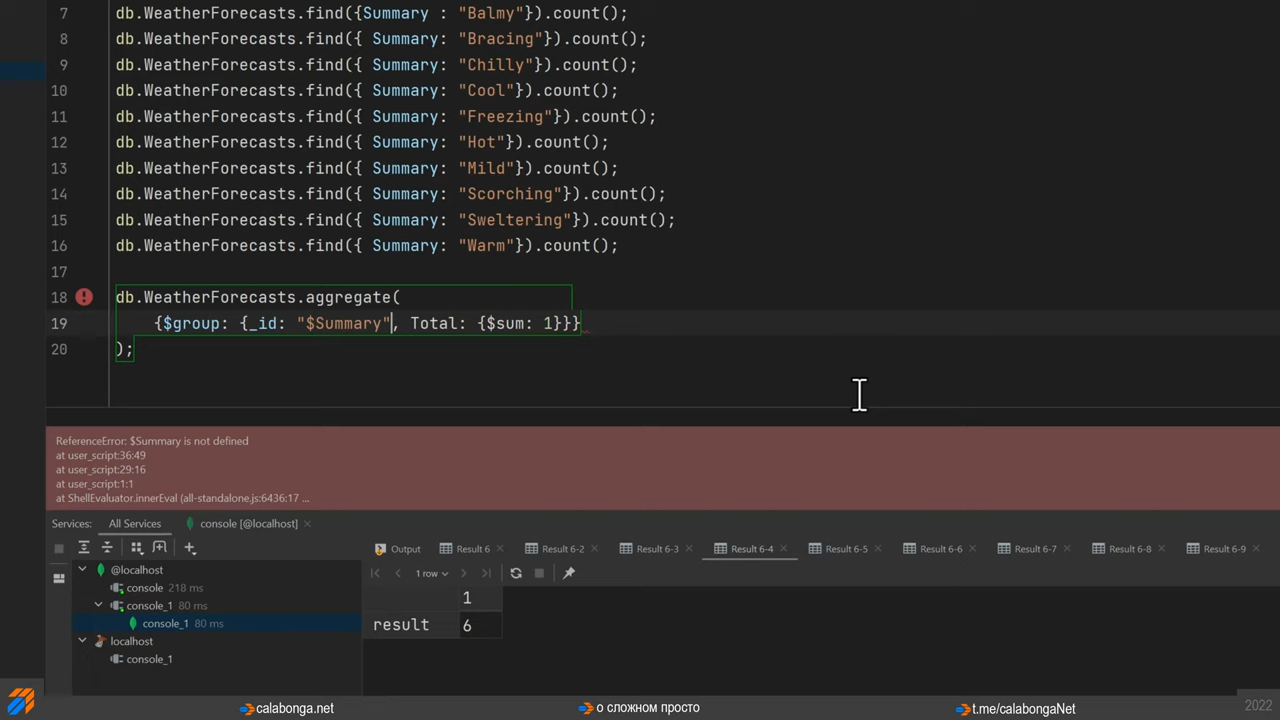 7 db.WeatherForecasts.find({Summary : "Balmy"}).count();
8 db.WeatherForecasts.find({ Summary: "Bracing"}).count();
9 db.WeatherForecasts.find({ Summary: "Chilly"}).count();
10 db.WeatherForecasts.find({ Summary: "Cool"}).count();
11 db.WeatherForecasts.find({ Summary: "Freezing"}).count();
12 db.WeatherForecasts.find({ Summary: "Hot"}).count();
13 db.WeatherForecasts.find({ Summary: "Mild"}).count();
14 db.WeatherForecasts.find({ Summary: "Scorching"}).count();
15 db.WeatherForecasts.find({ Summary: "Sweltering"}).count();
16 db.WeatherForecasts.find({ Summary: "Warm"}).count();
17
18 db.WeatherForecasts.aggregate(
19 {$group: {_id: "$Summary", Total: {$sum: 1}}}
20 );
ReferenceError: $Summary is not defined
at user_script:36:49
at user_script:29:16
at user_script:1:1
at ShellEvaluator.innerEval (all-standalone.js:6436:17 ...
Services: All Services console [@localhost]
Output Result 6 Result 6-2 Result 6-3 Result 6-4 Result 6-5 Result 6-6 Result 6-7 Result 6-8 Result 6-9
@localhost
console 218 ms
console_1 80 ms
console_1 80 ms
localhost
console_1
1 row
1
result 6
calabonga.net о сложном просто t.me/calabongaNet 2022